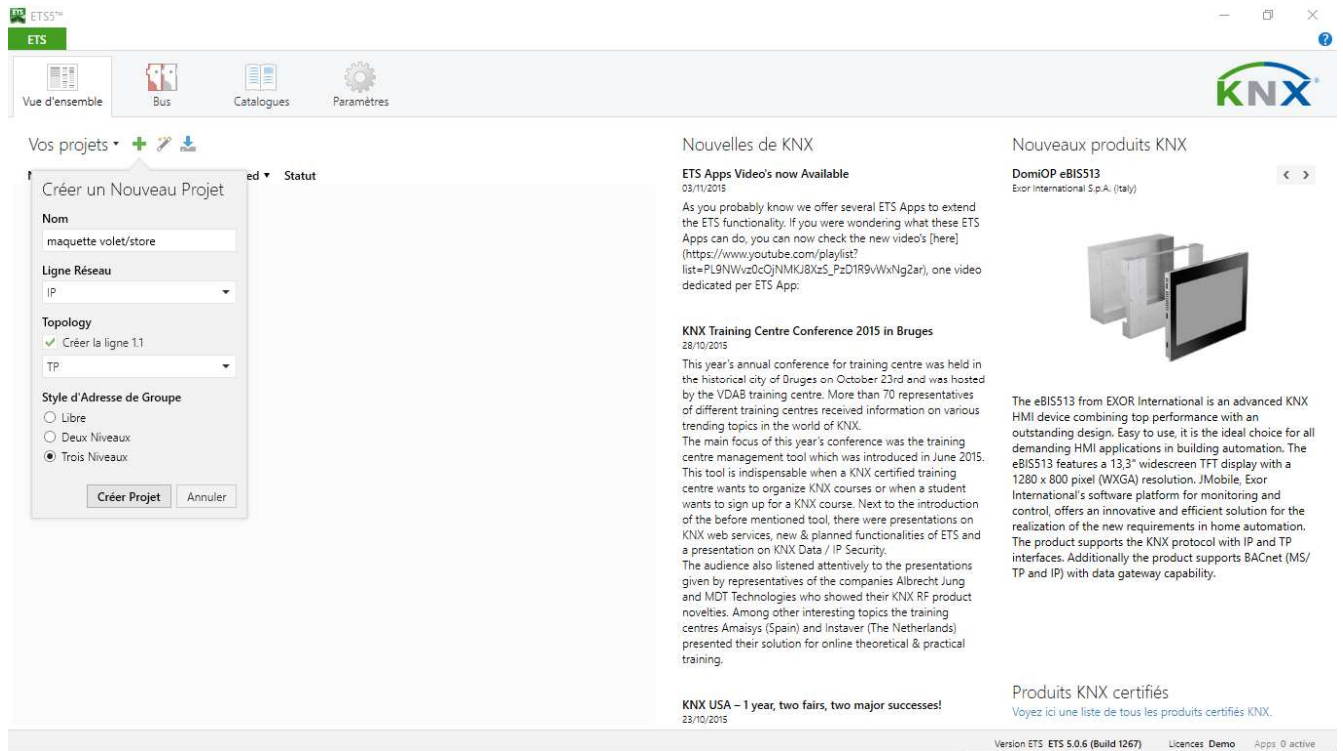 ETS5™
ETS
Vue d'ensemble
Bus
Catalogues
Paramètres
KNX
Vos projets
ed Statut
Créer un Nouveau Projet
Nom
maquette volet/store
Ligne Réseau
IP
Topology
Créer la ligne 1.1
TP
Style d'Adresse de Groupe
Libre
Deux Niveaux
Trois Niveaux
Créer Projet Annuler
Nouvelles de KNX
ETS Apps Video's now Available
03/11/2015
As you probably know we offer several ETS Apps to extend
the ETS functionality. If you were wondering what these ETS
Apps can do, you can now check the new video's [here]
(https://www.youtube.com/playlist?
list=PL9NWvz0cOjNMKJ8XzS_PzD1R9vWxNg2ar), one video
dedicated per ETS App:
KNX Training Centre Conference 2015 in Bruges
28/10/2015
This year's annual conference for training centre was held in
the historical city of Bruges on October 23rd and was hosted
by the VDAB training centre. More than 70 representatives
of different training centres received information on various
trending topics in the world of KNX.
The main focus of this year's conference was the training
centre management tool which was introduced in June 2015.
This tool is indispensable when a KNX certified training
centre wants to organize KNX courses or when a student
wants to sign up for a KNX course. Next to the introduction
of the before mentioned tool, there were presentations on
KNX web services, new & planned functionalities of ETS and
a presentation on KNX Data / IP Security.
The audience also listened attentively to the presentations
given by representatives of the companies Albrecht Jung
and MDT Technologies who showed their KNX RF product
novelties. Among other interesting topics the training
centres Amaisys (Spain) and Instaver (The Netherlands)
presented their solution for online theoretical & practical
training.
KNX USA – 1 year, two fairs, two major successes!
23/10/2015
Nouveaux produits KNX
DomiOP eBIS513
Exor International S.p.A. (Italy)
The eBIS513 from EXOR International is an advanced KNX
HMI device combining top performance with an
outstanding design. Easy to use, it is the ideal choice for all
demanding HMI applications in building automation. The
eBIS513 features a 13,3" widescreen TFT display with a
1280 x 800 pixel (WXGA) resolution. JMobile, Exor
International's software platform for monitoring and
control, offers an innovative and efficient solution for the
realization of the new requirements in home automation.
The product supports the KNX protocol with IP and TP
interfaces. Additionally the product supports BACnet (MS/
TP and IP) with data gateway capability.
Produits KNX certifiés
Voyez ici une liste de tous les produits certifiés KNX.
Version ETS ETS 5.0.6 (Build 1267) Licences Demo Apps 0 active